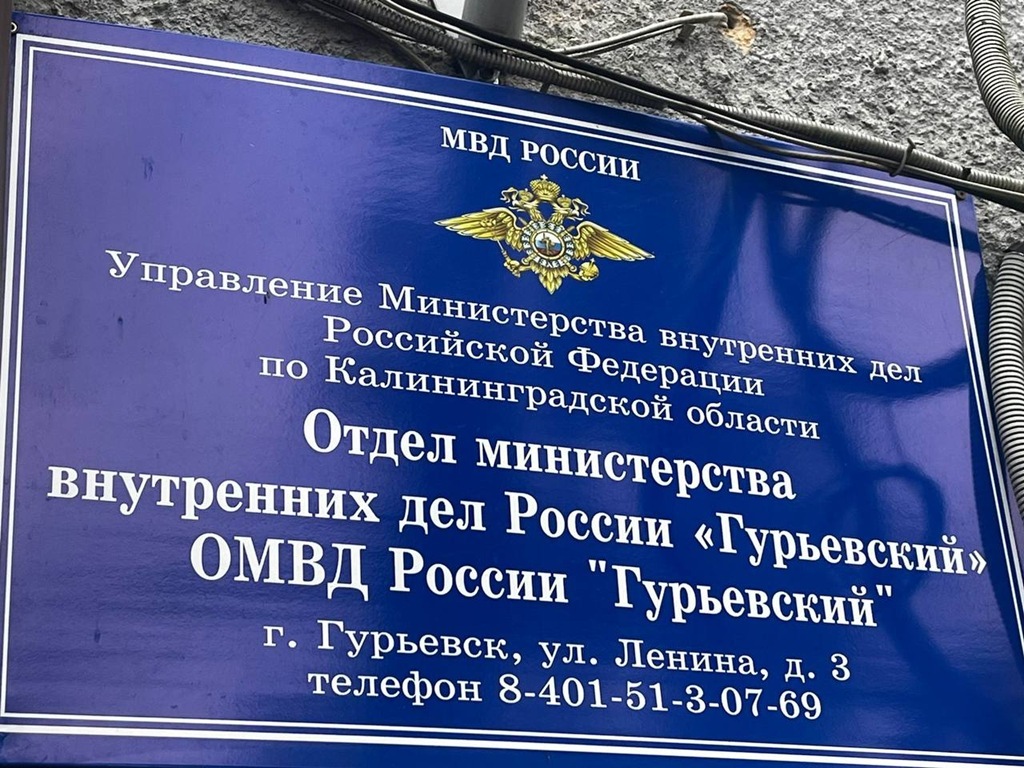 МВД РОССИИ
Управление Министерства внутренних дел
Российской Федерации
по Калининградской области
Отдел министерства
внутренних дел России «Гурьевский»
ОМВД России "Гурьевский"
г. Гурьевск, ул. Ленина, д. 3
телефон 8-401-51-3-07-69